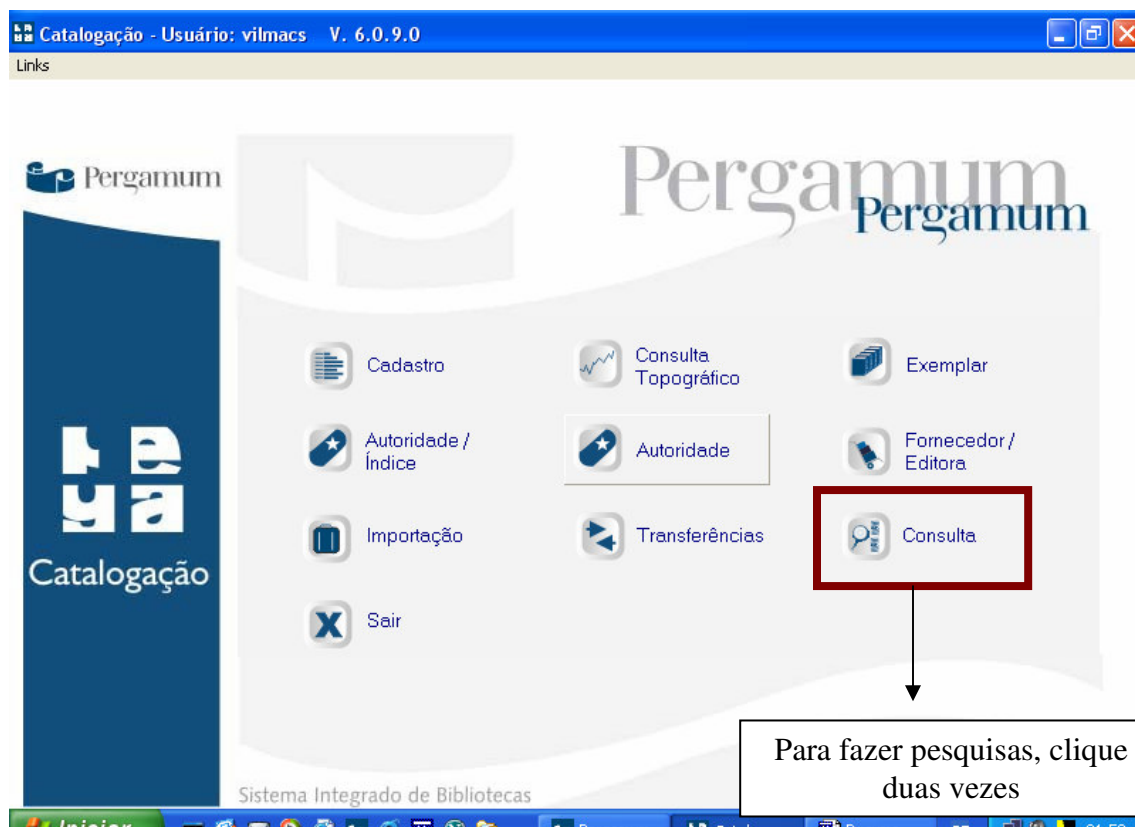 Catalogação - Usuário: vilmacs V. 6.0.9.0
Links
Pergamum
Pergamum
Pergamum
Cadastro
Consulta
Topográfico
Exemplar
Autoridade /
Índice
Autoridade
Fornecedor /
Editora
Importação
Transferências
Consulta
Sair
Catalogação
Para fazer pesquisas, clique
duas vezes
Sistema Integrado de Bibliotecas